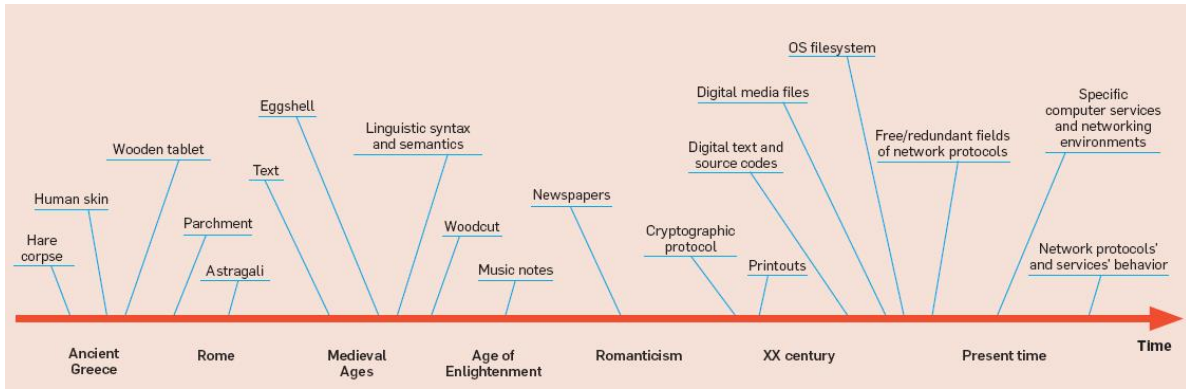 Hare
corpse
Human skin
Wooden tablet
Parchment
Astragali
Text
Eggshell
Linguistic syntax
and semantics
Woodcut
Music notes
Newspapers
Cryptographic
protocol
Printouts
Digital text and
source codes
Digital media files
OS filesystem
Free/redundant fields
of network protocols
Specific
computer services
and networking
environments
Network protocols’
and services’ behavior
Ancient
Greece
Rome
Medieval
Ages
Age of
Enlightenment
Romanticism
XX century
Present time
Time